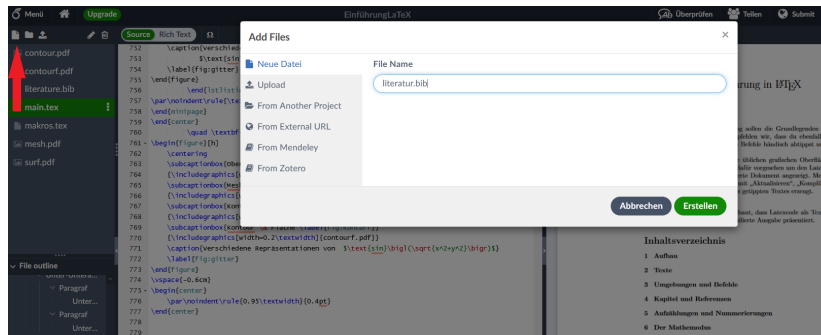 Menü
Upgrade
EinführungLaTeX
Überprüfen
Teilen
Submit
Source
Rich Text
Ω
contour.pdf
contourf.pdf
literature.bib
main.tex
makros.tex
mesh.pdf
surf.pdf
File outline
Paragraf
Unter...
Paragraf
Unter...
752 \caption{verschied
753 $\text{sin
754 \label{fig:gitter}
755 \end{figure}
756 \end{lstlisti
757 \par\noindent\rule{\te
758 \end{minipage}
759 \end{center}
760 \quad \textbf
761 \begin{figure}[h]
762 \centering
763 \subcaptionbox{Ober
764 {\includegraphics[w
765 \subcaptionbox{Mesh
766 {\includegraphics[w
767 \subcaptionbox{Kont
768 {\includegraphics[w
769 \subcaptionbox{Kontour
770 {\includegraphics[width=0.2\textwidth]{contourf.pdf}}
771 \caption{verschiedene Repräsentationen von $\text{sin}\bigl(\sqrt{x^2+y^2}\bigr)$}
772 \label{fig:gitter}
773 \end{figure}
774 \vspace{-0.6cm}
775 \begin{center}
776 \par\noindent\rule{0.95\textwidth}{0.4pt}
777 \end{center}
778
779
Add Files
×
Neue Datei
Upload
From Another Project
From External URL
From Mendeley
From Zotero
File Name
literatur.bib
Abbrechen
Erstellen
rung in LATEX
Inhaltsverzeichnis
1 Aufbau
2 Texte
3 Umgebungen und Befehle
4 Kapitel und Referenzen
5 Aufzählungen und Nummerierungen
6 Der Mathemodus